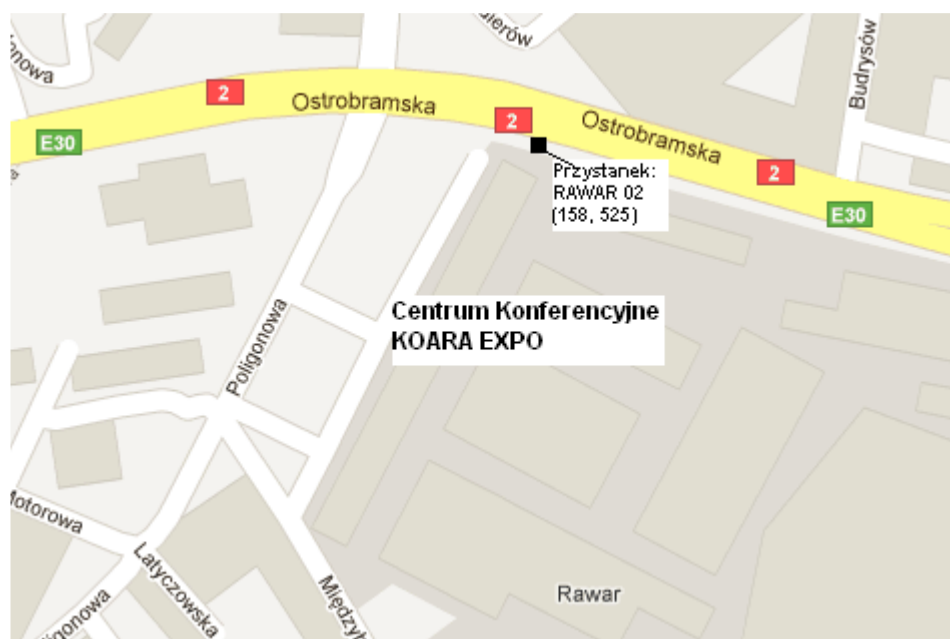 2
Ostrobramska
2
Ostrobramska
Budrysów
E30
2
Przystanek:
RAWAR 02
(158, 525)
E30
Centrum Konferencyjne
KOARA EXPO
Poligonowa
Motorowa
Łatyczowska
Rawar